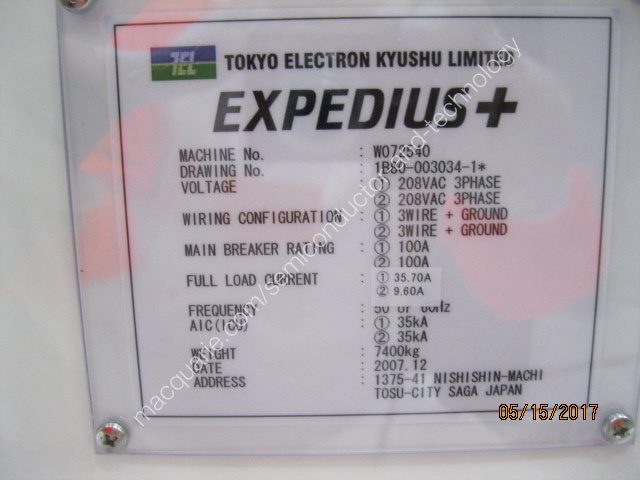 TEL TOKYO ELECTRON KYUSHU LIMITED
EXPEDIUS+
MACHINE No. : W072540
DRAWING No. : 1B80-003034-1*
VOLTAGE : ① 208VAC 3PHASE
② 208VAC 3PHASE
WIRING CONFIGURATION : ① 3WIRE + GROUND
② 3WIRE + GROUND
MAIN BREAKER RATING : ① 100A
② 100A
FULL LOAD CURRENT : ① 35.70A
② 9.60A
FREQUENCY : 50 or 60Hz
AIC(ICU) : ① 35kA
② 35kA
WEIGHT : 7400kg
DATE : 2007.12
ADDRESS : 1375-41 NISHISHIN-MACHI
TOSU-CITY SAGA JAPAN
macquarie.com/semiconductor-and-technology
05/15/2017